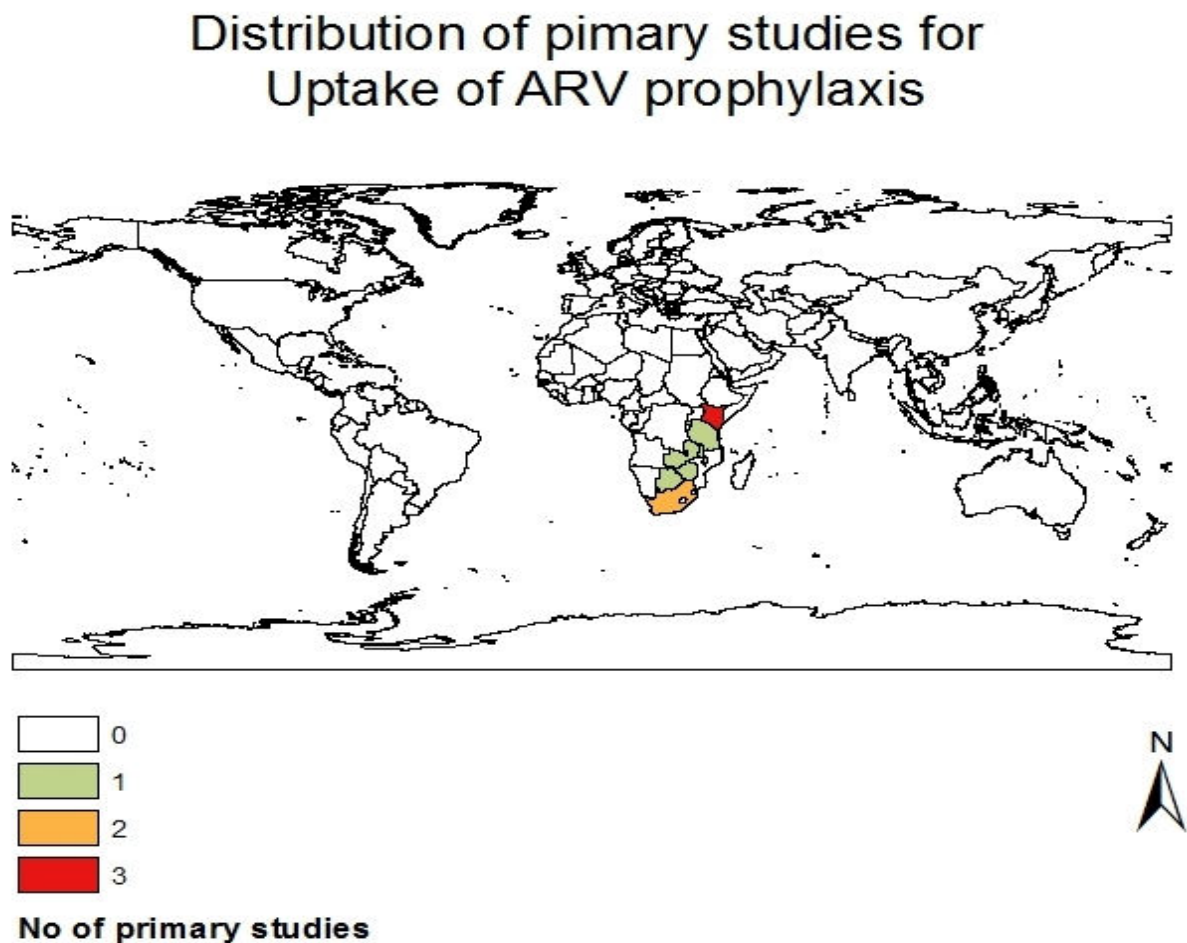 Distribution of pimary studies for
Uptake of ARV prophylaxis
0
1
2
3
N
No of primary studies